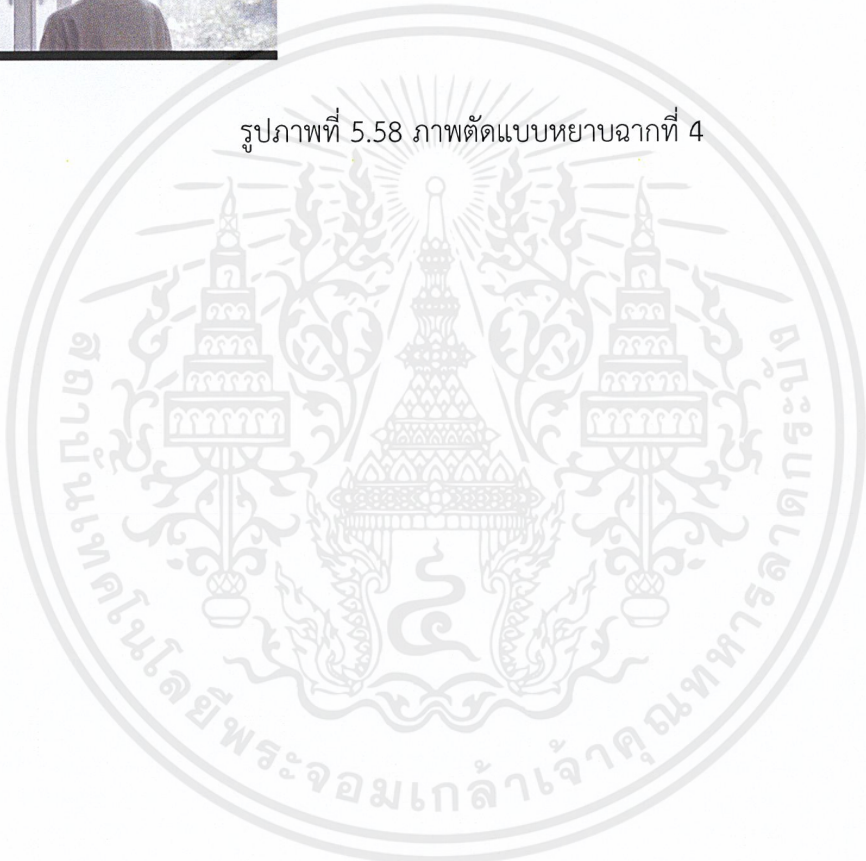 รูปภาพที่ 5.58 ภาพตัดแบบหยาบฉากที่ 4
สถาบันเทคโนโลยีพระจอมเกล้าเจ้าคุณทหารลาดกระบัง
๔